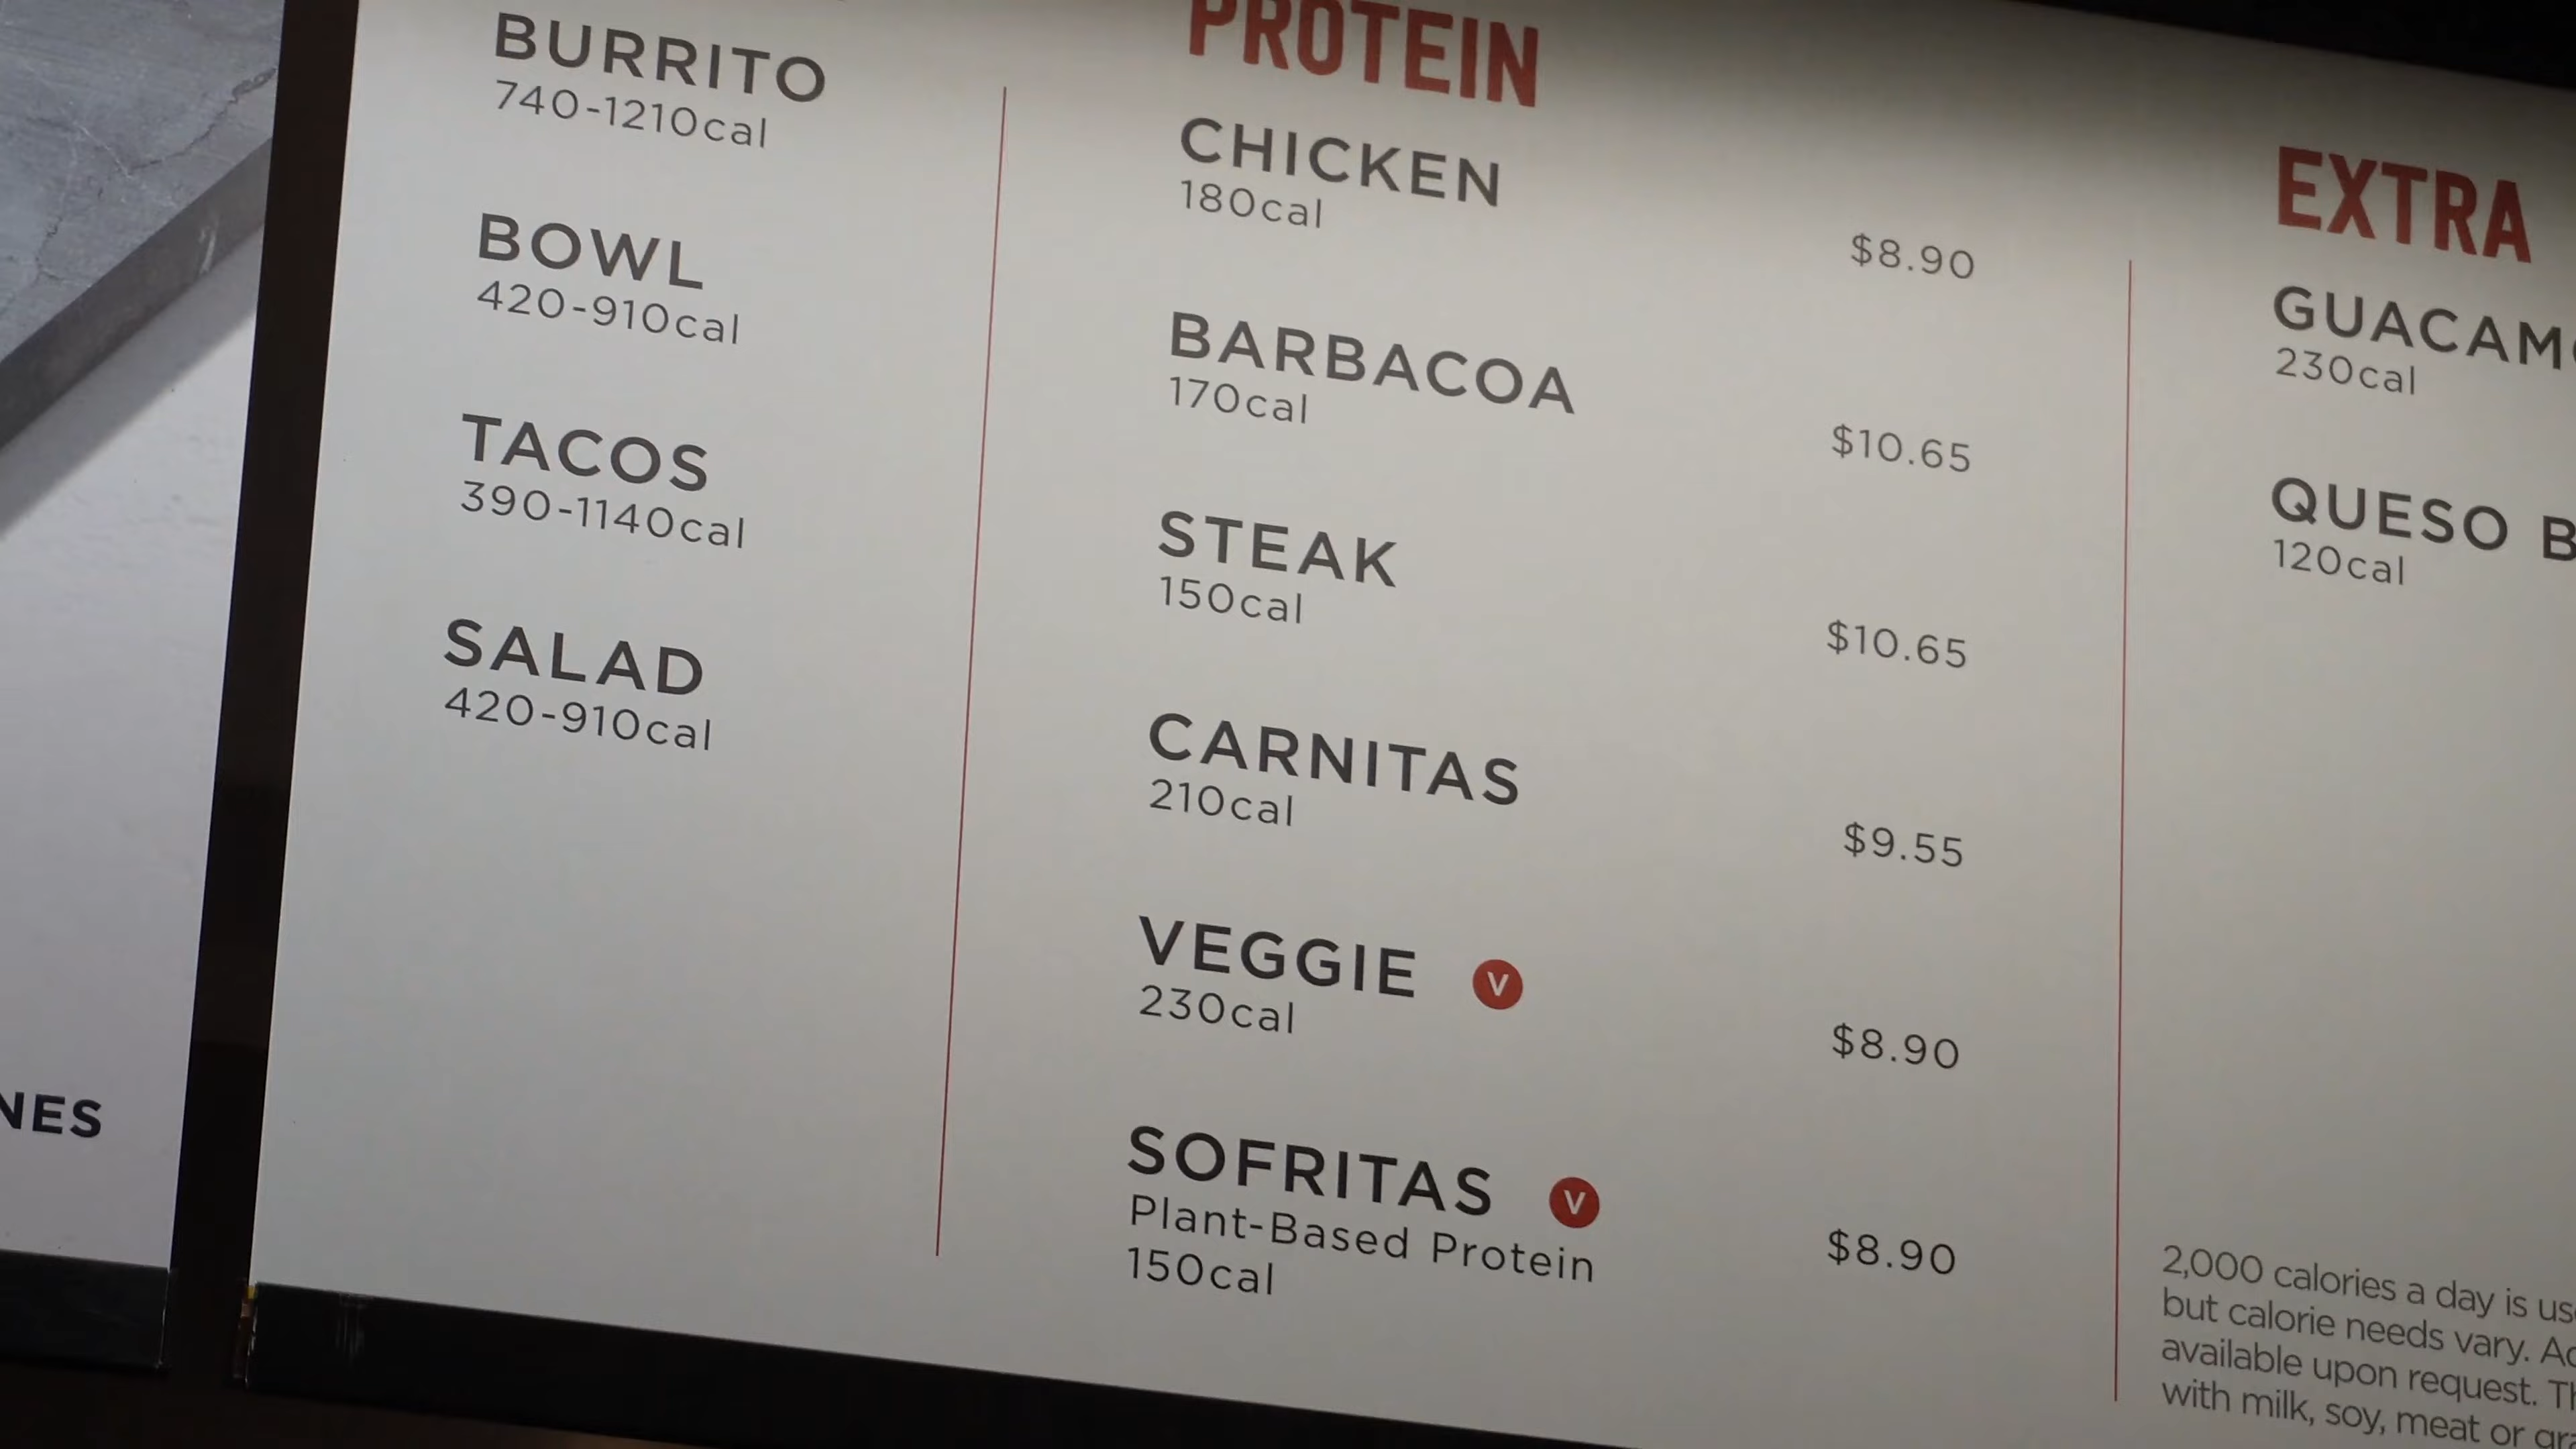 BURRITO
740-1210cal
BOWL
420-910cal
TACOS
390-1140cal
SALAD
420-910cal
PROTEIN
CHICKEN
180cal
$8.90
BARBACOA
170cal
$10.65
STEAK
150cal
$10.65
CARNITAS
210cal
$9.55
VEGGIE V
230cal
$8.90
SOFRITAS V
Plant-Based Protein
150cal
$8.90
EXTRA
230cal
QUESO
120cal
2,000 calories a day is
but calorie needs vary.
available upon request.
with milk, soy, meat or